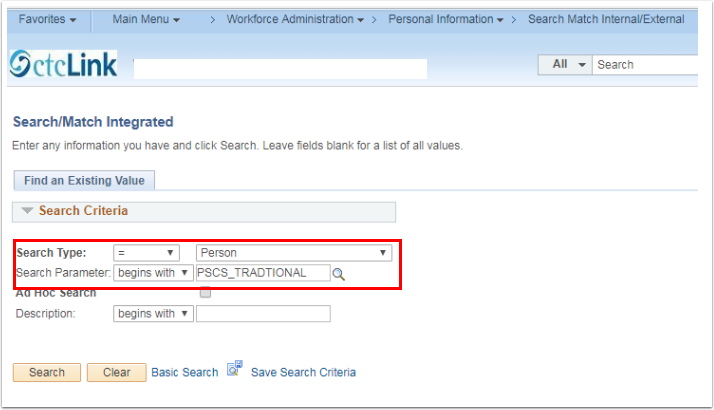 Favorites Main Menu > Workforce Administration > Personal Information > Search Match Internal/External
ctcLink
All Search
Search/Match Integrated
Enter any information you have and click Search. Leave fields blank for a list of all values.
Find an Existing Value
Search Criteria
Search Type: = Person
Search Parameter: begins with PSCS_TRADTIONAL
Ad Hoc Search
Description: begins with
Search Clear Basic Search Save Search Criteria